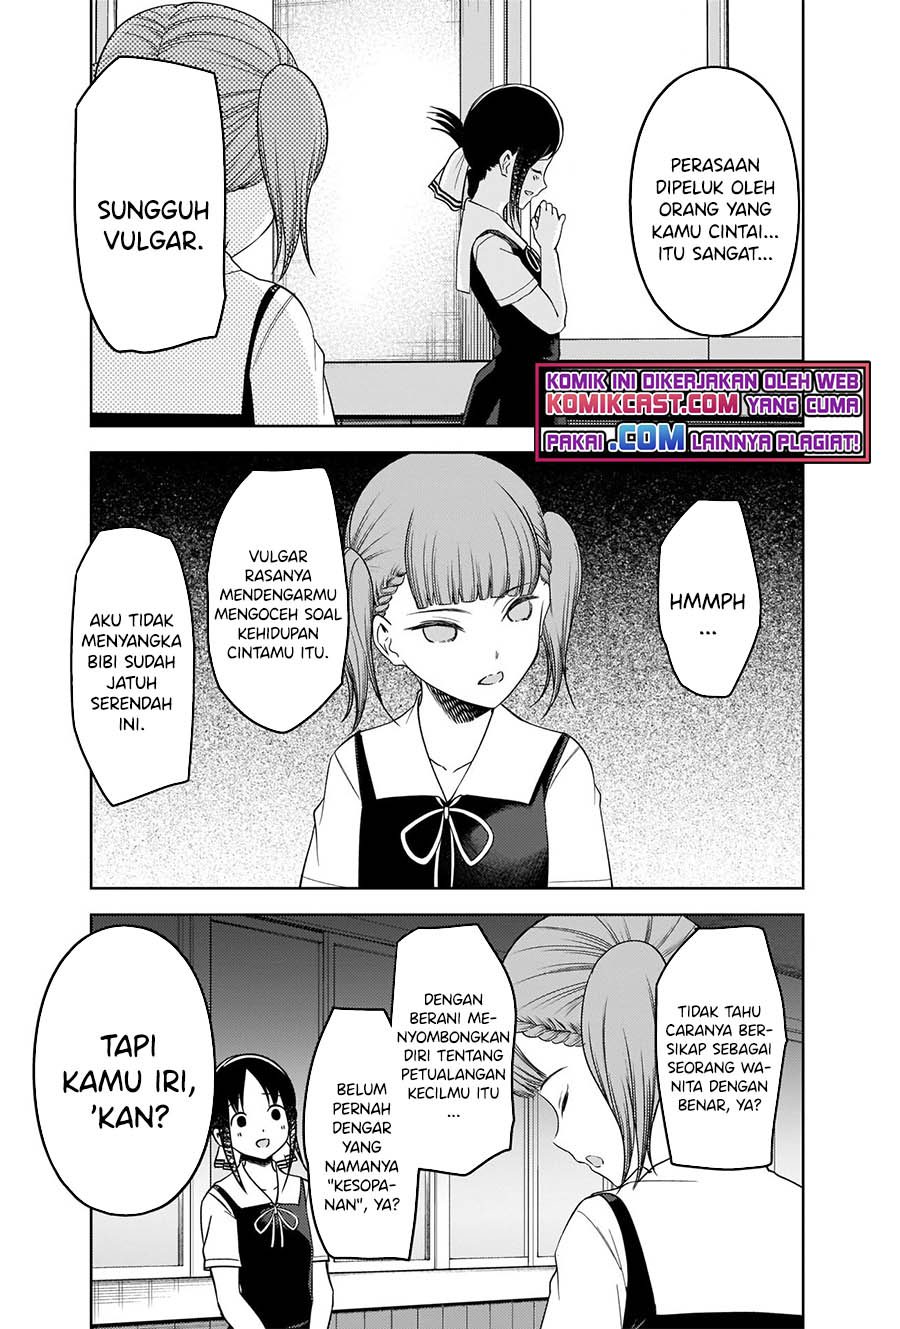 PERASAAN
DIPELUK OLEH
ORANG YANG
KAMU CINTAI...
ITU SANGAT...
SUNGGUH
VULGAR.
KOMIK INI DIKERJAKAN OLEH WEB
KOMIKCAST.COM YANG CUMA
PAKAI .COM LAINNYA PLAGIAT!
HMMPH
...
VULGAR
RASANYA
MENDENGARMU
MENGOCEH SOAL
KEHIDUPAN
CINTAMU ITU.
AKU TIDAK
MENYANGKA
BIBI SUDAH
JATUH
SERENDAH
INI.
TIDAK TAHU
CARANYA BER-
SIKAP SEBAGAI
SEORANG WA-
NITA DENGAN
BENAR, YA?
DENGAN
BERANI ME-
NYOMBONGKAN
DIRI TENTANG
PETUALANGAN
KECILMU ITU
...
BELUM
PERNAH
DENGAR
YANG
NAMANYA
"KESOPA-
NAN", YA?
TAPI
KAMU IRI,
'KAN?